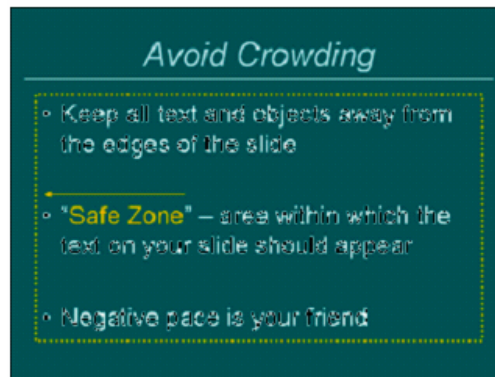 Avoid Crowding
• Keep all text and objects away from
the edges of the slide
• "Safe Zone" – area within which the
text on your slide should appear
• Negative pace is your friend